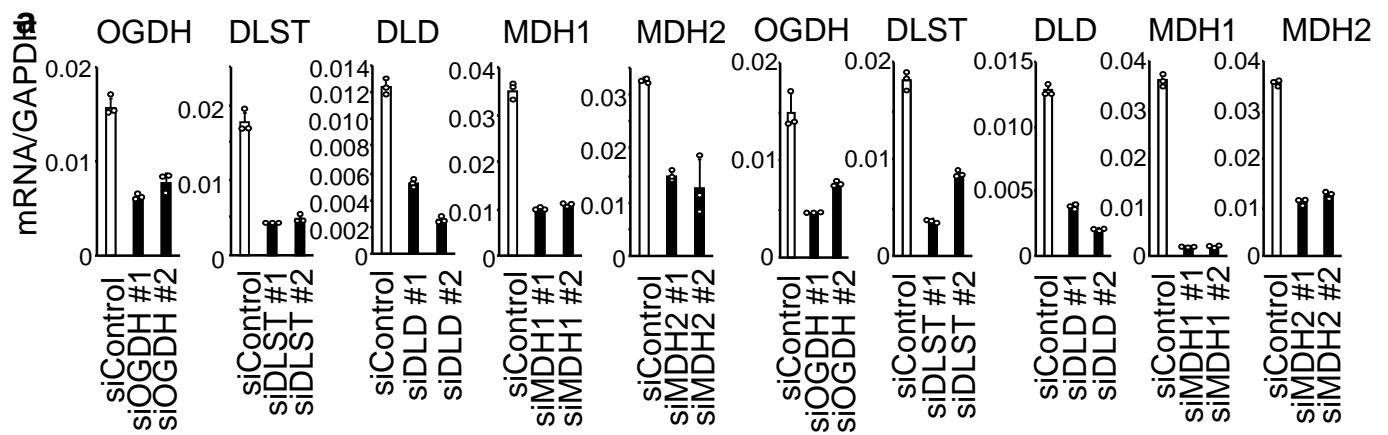 a
mRNA/GAPDH
OGDH
0.02
0.01
0
siControl
siOGDH #1
siOGDH #2
DLST
0.02
0.01
0
siControl
siDLST #1
siDLST #2
DLD
0.014
0.012
0.010
0.008
0.006
0.004
0.002
0
siControl
siDLD #1
siDLD #2
MDH1
0.04
0.03
0.02
0.01
0
siControl
siMDH1 #1
siMDH1 #2
MDH2
0.03
0.02
0.01
0
siControl
siMDH2 #1
siMDH2 #2
OGDH
0.02
0.01
0
siControl
siOGDH #1
siOGDH #2
DLST
0.02
0.01
0
siControl
siDLST #1
siDLST #2
DLD
0.015
0.010
0.005
0
siControl
siDLD #1
siDLD #2
MDH1
0.04
0.03
0.02
0.01
0
siControl
siMDH1 #1
siMDH1 #2
MDH2
0.04
0.03
0.02
0.01
0
siControl
siMDH2 #1
siMDH2 #2